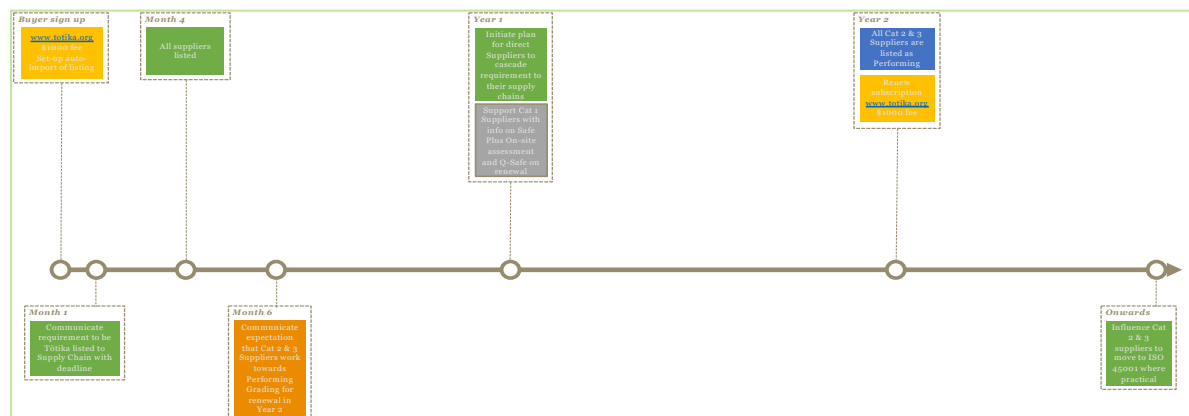 Buyer sign up
www.totika.org
$1000 fee
Set-up auto-
import of listing
Month 4
All suppliers
listed
Year 1
Initiate plan
for direct
Suppliers to
cascade
requirement to
their supply
chains
Support Cat 1
Suppliers with
info on Safe
Plus On-site
assessment
and Q-Safe on
renewal
Year 2
All Cat 2 & 3
Suppliers are
listed as
Performing
Renew
subscription
www.totika.org
$1000 fee
Month 1
Communicate
requirement to be
Tōtika listed to
Supply Chain with
deadline
Month 6
Communicate
expectation
that Cat 2 & 3
Suppliers work
towards
Performing
Grading for
renewal in
Year 2
Onwards
Influence Cat
2 & 3
suppliers to
move to ISO
45001 where
practical